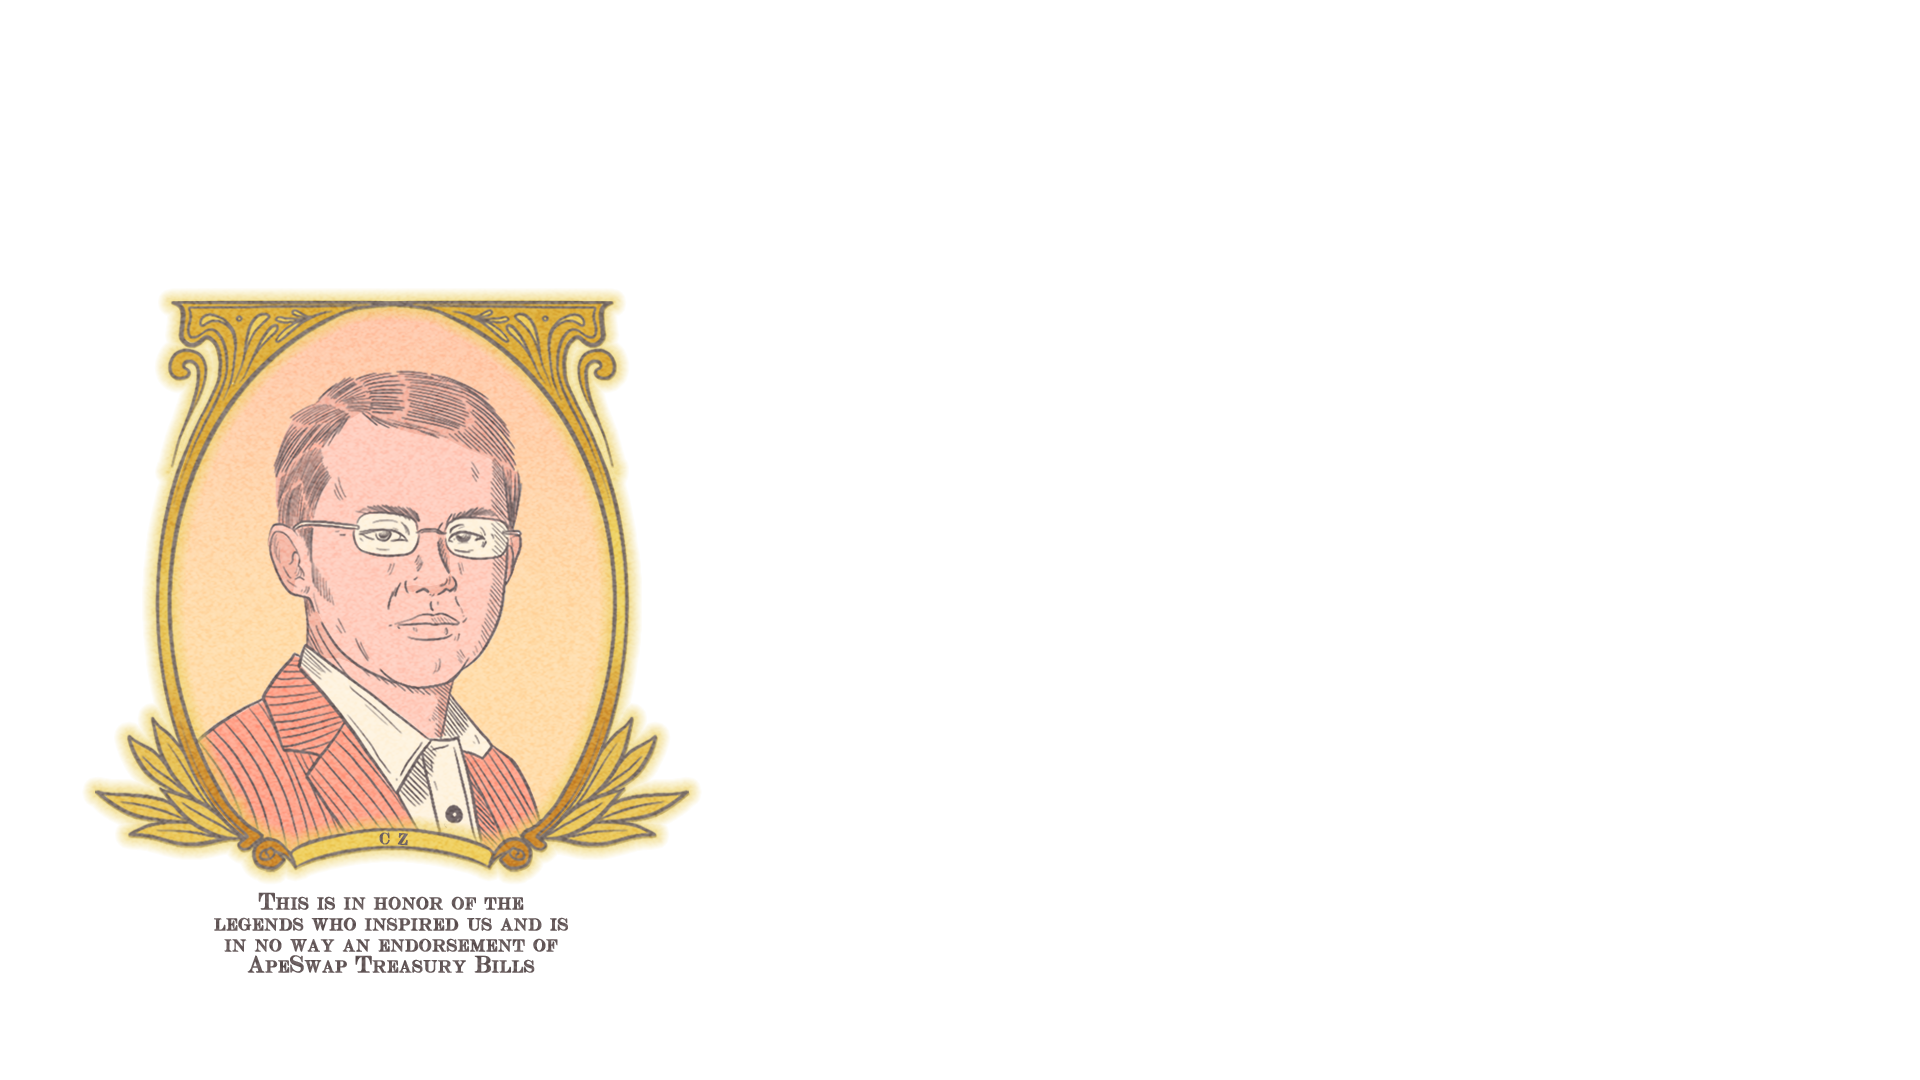 C Z
This is in honor of the
legends who inspired us and is
in no way an endorsement of
ApeSwap Treasury Bills